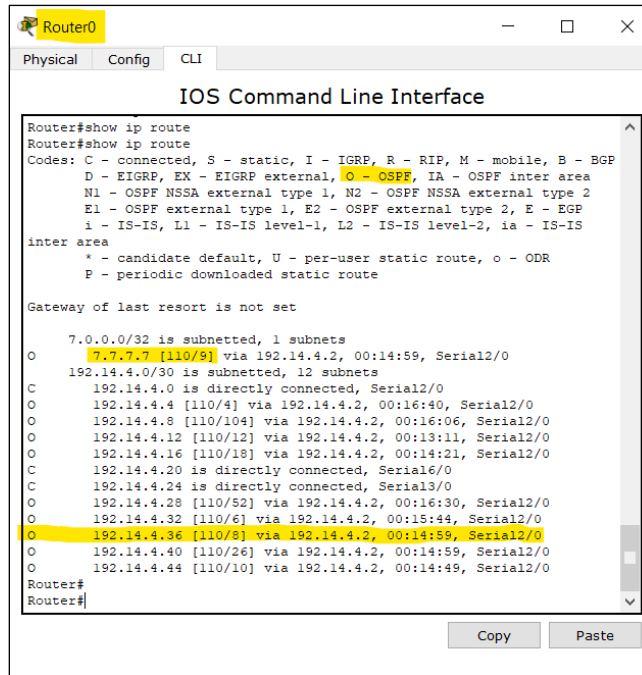 Router0
Physical Config CLI
IOS Command Line Interface
Router#show ip route
Router#show ip route
Codes: C - connected, S - static, I - IGRP, R - RIP, M - mobile, B - BGP
D - EIGRP, EX - EIGRP external, O - OSPF, IA - OSPF inter area
N1 - OSPF NSSA external type 1, N2 - OSPF NSSA external type 2
E1 - OSPF external type 1, E2 - OSPF external type 2, E - EGP
i - IS-IS, L1 - IS-IS level-1, L2 - IS-IS level-2, ia - IS-IS
inter area
* - candidate default, U - per-user static route, o - ODR
P - periodic downloaded static route
Gateway of last resort is not set
7.0.0.0/32 is subnetted, 1 subnets
O 7.7.7.7 [110/9] via 192.14.4.2, 00:14:59, Serial2/0
192.14.4.0/30 is subnetted, 12 subnets
C 192.14.4.0 is directly connected, Serial2/0
O 192.14.4.4 [110/4] via 192.14.4.2, 00:16:40, Serial2/0
O 192.14.4.8 [110/104] via 192.14.4.2, 00:16:06, Serial2/0
O 192.14.4.12 [110/12] via 192.14.4.2, 00:13:11, Serial2/0
O 192.14.4.16 [110/18] via 192.14.4.2, 00:14:21, Serial2/0
C 192.14.4.20 is directly connected, Serial6/0
C 192.14.4.24 is directly connected, Serial3/0
O 192.14.4.28 [110/52] via 192.14.4.2, 00:16:30, Serial2/0
O 192.14.4.32 [110/6] via 192.14.4.2, 00:15:44, Serial2/0
O 192.14.4.36 [110/8] via 192.14.4.2, 00:14:59, Serial2/0
O 192.14.4.40 [110/26] via 192.14.4.2, 00:14:59, Serial2/0
O 192.14.4.44 [110/10] via 192.14.4.2, 00:14:49, Serial2/0
Router#
Router#
Copy Paste